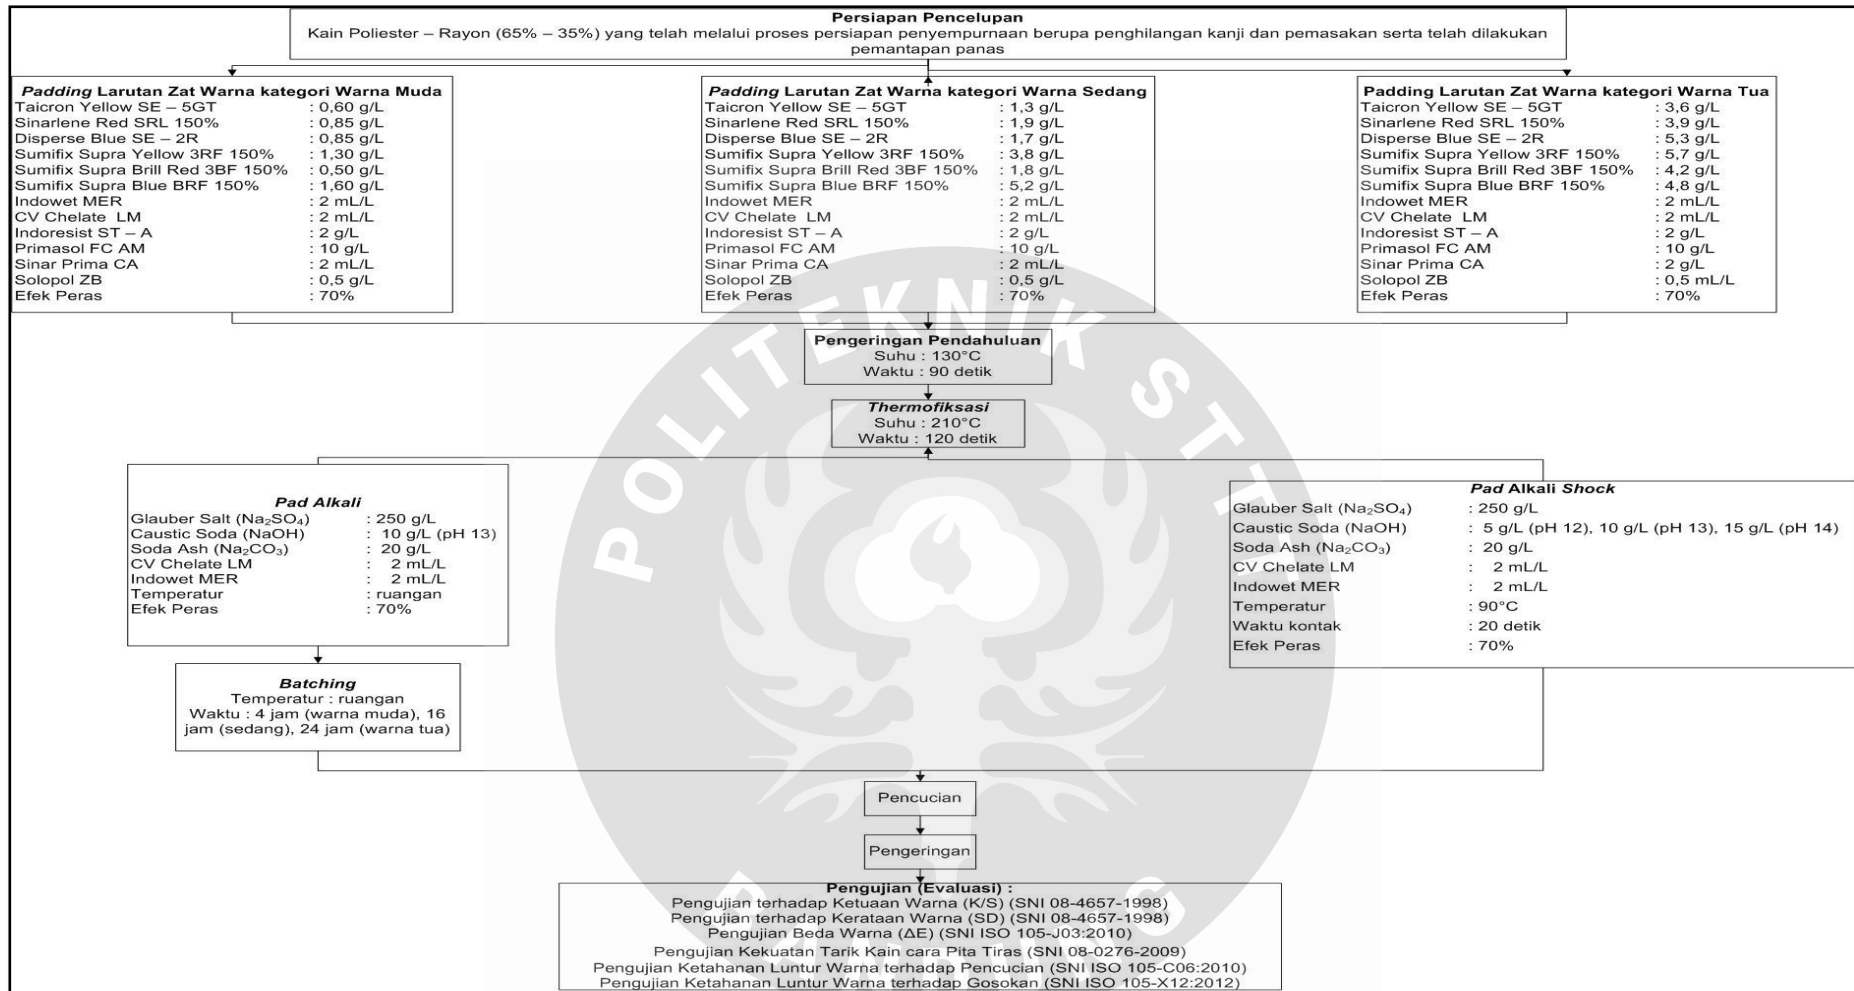 Persiapan Pencelupan
Kain Poliester – Rayon (65% – 35%) yang telah melalui proses persiapan penyempurnaan berupa penghilangan kanji dan pemasakan serta telah dilakukan
pemantapan panas
Padding Larutan Zat Warna kategori Warna Muda
Taicron Yellow SE – 5GT : 0,60 g/L
Sinarlene Red SRL 150% : 0,85 g/L
Disperse Blue SE – 2R : 0,85 g/L
Sumifix Supra Yellow 3RF 150% : 1,30 g/L
Sumifix Supra Brill Red 3BF 150% : 0,50 g/L
Sumifix Supra Blue BRF 150% : 1,60 g/L
Indowet MER : 2 mL/L
CV Chelate LM : 2 mL/L
Indoresist ST – A : 2 g/L
Primasol FC AM : 10 g/L
Sinar Prima CA : 2 mL/L
Solopol ZB : 0,5 g/L
Efek Peras : 70%
Padding Larutan Zat Warna kategori Warna Sedang
Taicron Yellow SE – 5GT : 1,3 g/L
Sinarlene Red SRL 150% : 1,9 g/L
Disperse Blue SE – 2R : 1,7 g/L
Sumifix Supra Yellow 3RF 150% : 3,8 g/L
Sumifix Supra Brill Red 3BF 150% : 1,8 g/L
Sumifix Supra Blue BRF 150% : 5,2 g/L
Indowet MER : 2 mL/L
CV Chelate LM : 2 mL/L
Indoresist ST – A : 2 g/L
Primasol FC AM : 10 g/L
Sinar Prima CA : 2 mL/L
Solopol ZB : 0,5 g/L
Efek Peras : 70%
Padding Larutan Zat Warna kategori Warna Tua
Taicron Yellow SE – 5GT : 3,6 g/L
Sinarlene Red SRL 150% : 3,9 g/L
Disperse Blue SE – 2R : 5,3 g/L
Sumifix Supra Yellow 3RF 150% : 5,7 g/L
Sumifix Supra Brill Red 3BF 150% : 4,2 g/L
Sumifix Supra Blue BRF 150% : 4,8 g/L
Indowet MER : 2 mL/L
CV Chelate LM : 2 mL/L
Indoresist ST – A : 2 g/L
Primasol FC AM : 10 g/L
Sinar Prima CA : 2 g/L
Solopol ZB : 0,5 mL/L
Efek Peras : 70%
Pengeringan Pendahuluan
Suhu : 130°C
Waktu : 90 detik
Thermofiksasi
Suhu : 210°C
Waktu : 120 detik
Pad Alkali
Glauber Salt (Na₂SO₄) : 250 g/L
Caustic Soda (NaOH) : 10 g/L (pH 13)
Soda Ash (Na₂CO₃) : 20 g/L
CV Chelate LM : 2 mL/L
Indowet MER : 2 mL/L
Temperatur : ruangan
Efek Peras : 70%
Pad Alkali Shock
Glauber Salt (Na₂SO₄) : 250 g/L
Caustic Soda (NaOH) : 5 g/L (pH 12), 10 g/L (pH 13), 15 g/L (pH 14)
Soda Ash (Na₂CO₃) : 20 g/L
CV Chelate LM : 2 mL/L
Indowet MER : 2 mL/L
Temperatur : 90°C
Waktu kontak : 20 detik
Efek Peras : 70%
Batching
Temperatur : ruangan
Waktu : 4 jam (warna muda), 16
jam (sedang), 24 jam (warna tua)
Pencucian
Pengeringan
Pengujian (Evaluasi) :
Pengujian terhadap Ketuaan Warna (K/S) (SNI 08-4657-1998)
Pengujian terhadap Kerataan Warna (SD) (SNI 08-4657-1998)
Pengujian Beda Warna (ΔE) (SNI ISO 105-J03:2010)
Pengujian Kekuatan Tarik Kain cara Pita Tiras (SNI 08-0276-2009)
Pengujian Ketahanan Luntur Warna terhadap Pencucian (SNI ISO 105-C06:2010)
Pengujian Ketahanan Luntur Warna terhadap Gosokan (SNI ISO 105-X12:2012)
POLITEKNIK STTT
BANDUNG